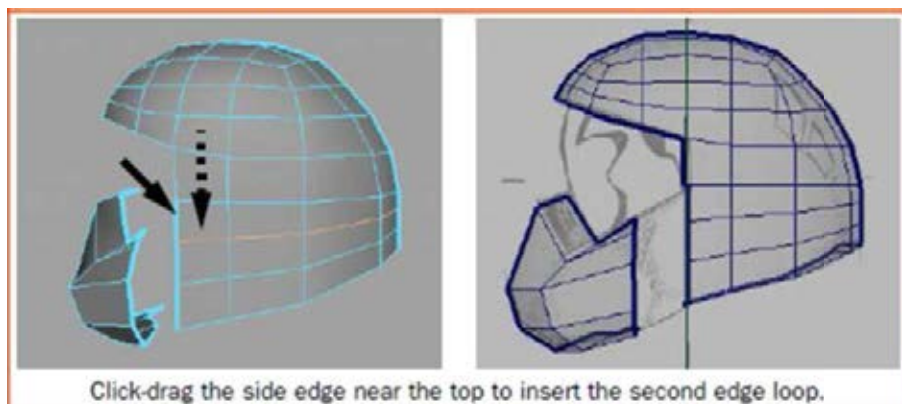 Click-drag the side edge near the top to insert the second edge loop.